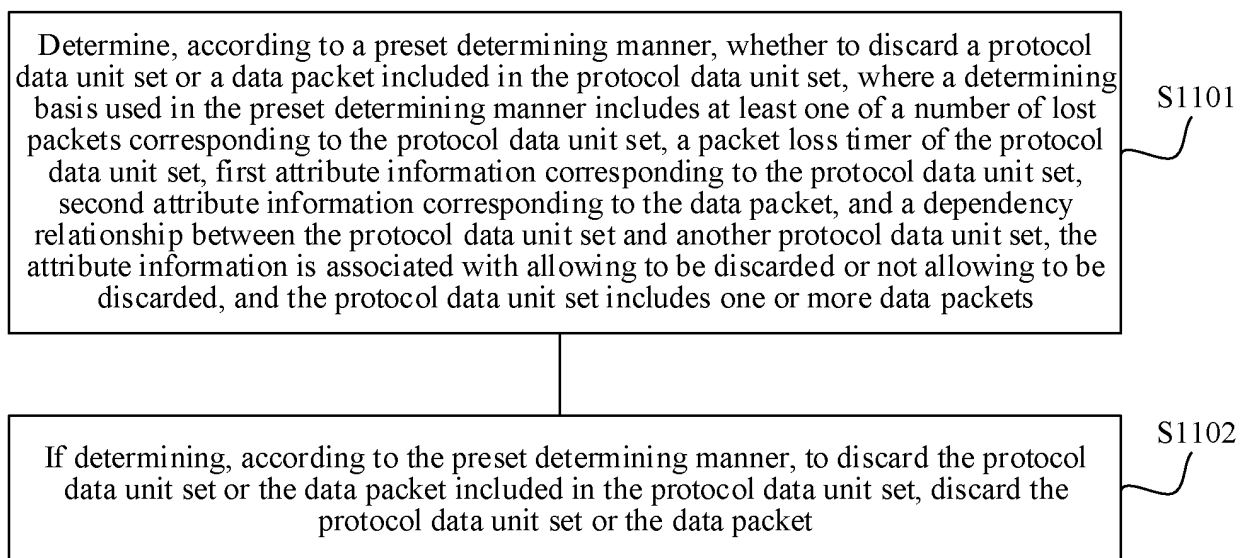 Determine, according to a preset determining manner, whether to discard a protocol
data unit set or a data packet included in the protocol data unit set, where a determining
basis used in the preset determining manner includes at least one of a number of lost
packets corresponding to the protocol data unit set, a packet loss timer of the protocol
data unit set, first attribute information corresponding to the protocol data unit set,
second attribute information corresponding to the data packet, and a dependency
relationship between the protocol data unit set and another protocol data unit set, the
attribute information is associated with allowing to be discarded or not allowing to be
discarded, and the protocol data unit set includes one or more data packets
S1101
If determining, according to the preset determining manner, to discard the protocol
data unit set or the data packet included in the protocol data unit set, discard the
protocol data unit set or the data packet
S1102